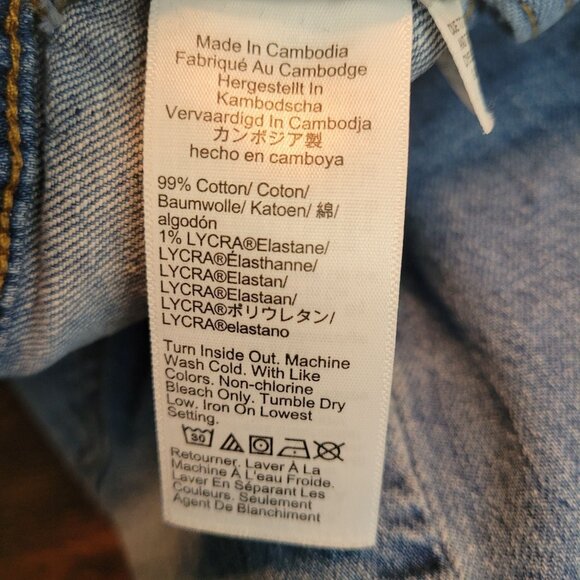 Made In Cambodia
Fabriqué Au Cambodge
Hergestellt In
Kambodscha
Vervaardigd In Cambodja
カンボジア製
hecho en camboya
99% Cotton/ Coton/
Baumwolle/ Katoen/ 綿/
algodón
1% LYCRA®Elastane/
LYCRA®Élasthanne/
LYCRA®Elastan/
LYCRA®Elastaan/
LYCRA®ポリウレタン/
LYCRA®elastano
Turn Inside Out. Machine
Wash Cold. With Like
Colors. Non-chlorine
Bleach Only. Tumble Dry
Low. Iron On Lowest
Setting.
30
Retourner. Laver À La
Machine À L'eau Froide.
Laver En Séparant Les
Couleurs. Seulement
Agent De Blanchiment